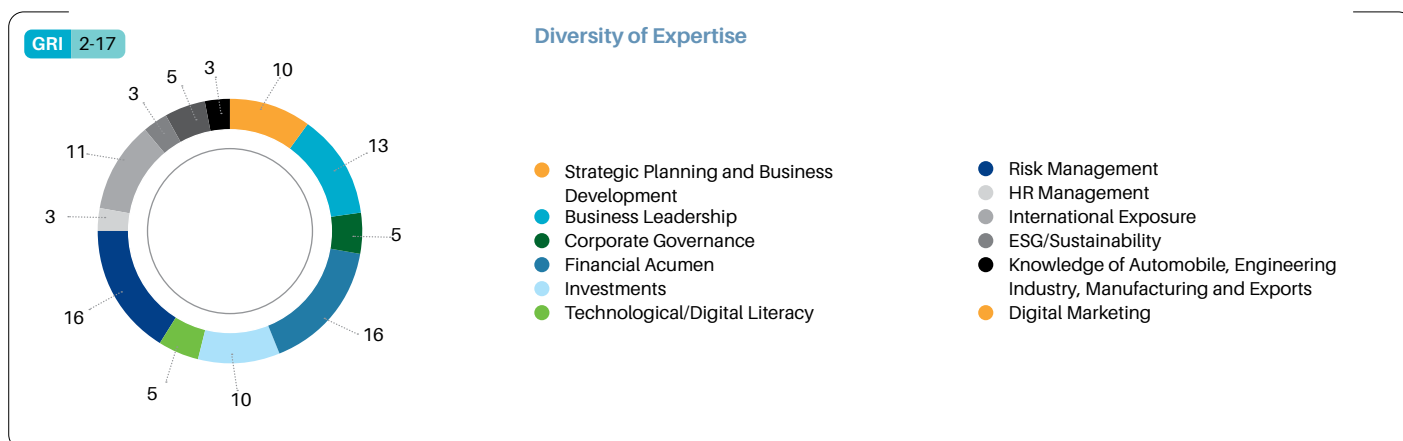 GRI 2-17
Diversity of Expertise
3
5
3
10
11
13
3
5
16
16
5
10
Strategic Planning and Business
Development
Business Leadership
Corporate Governance
Financial Acumen
Investments
Technological/Digital Literacy
Risk Management
HR Management
International Exposure
ESG/Sustainability
Knowledge of Automobile, Engineering
Industry, Manufacturing and Exports
Digital Marketing